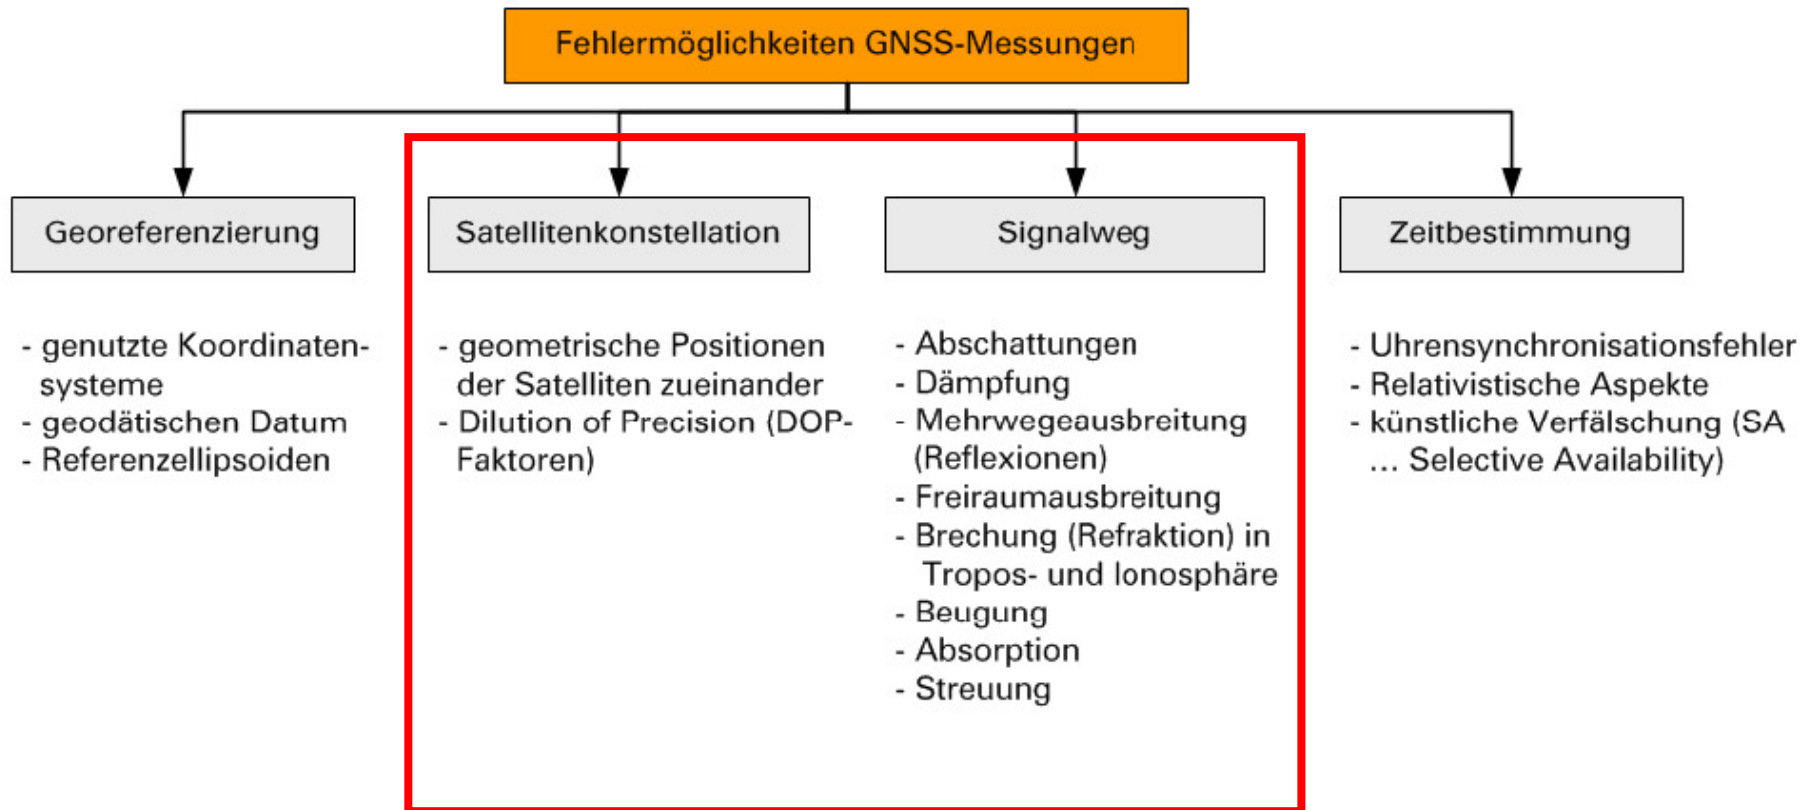 Fehlermöglichkeiten GNSS-Messungen
Georeferenzierung
- genutzte Koordinaten-
systeme
- geodätischen Datum
- Referenzellipsoiden
Satellitenkonstellation
- geometrische Positionen
der Satelliten zueinander
- Dilution of Precision (DOP-
Faktoren)
Signalweg
- Abschattungen
- Dämpfung
- Mehrwegeausbreitung
(Reflexionen)
- Freiraumausbreitung
- Brechung (Refraktion) in
Tropos- und Ionosphäre
- Beugung
- Absorption
- Streuung
Zeitbestimmung
- Uhrensynchronisationsfehler
- Relativistische Aspekte
- künstliche Verfälschung (SA
... Selective Availability)